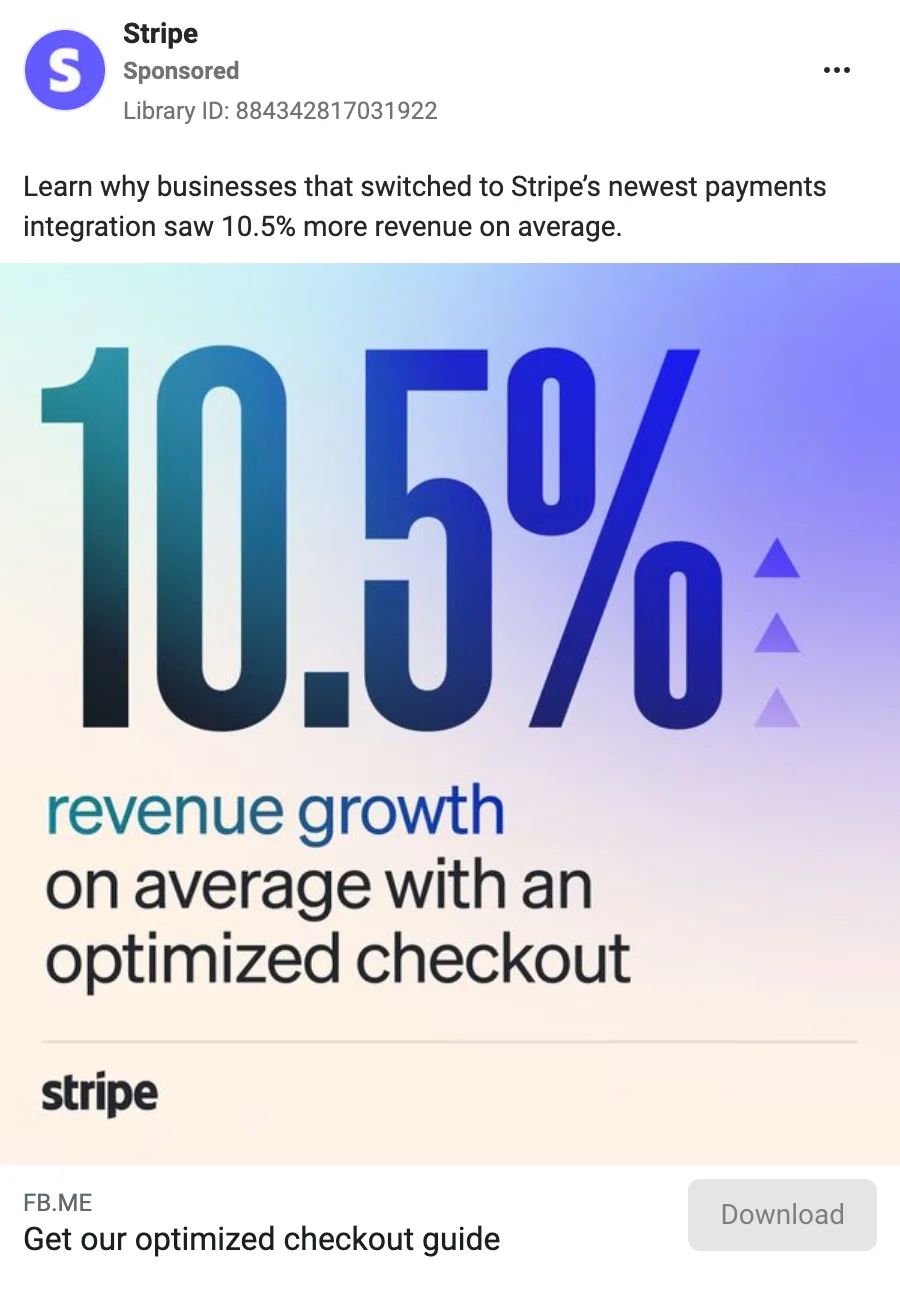 Stripe
Sponsored
Library ID: 884342817031922
Learn why businesses that switched to Stripe’s newest payments
integration saw 10.5% more revenue on average.
10.5%
revenue growth
on average with an
optimized checkout
stripe
FB.ME
Get our optimized checkout guide
Download